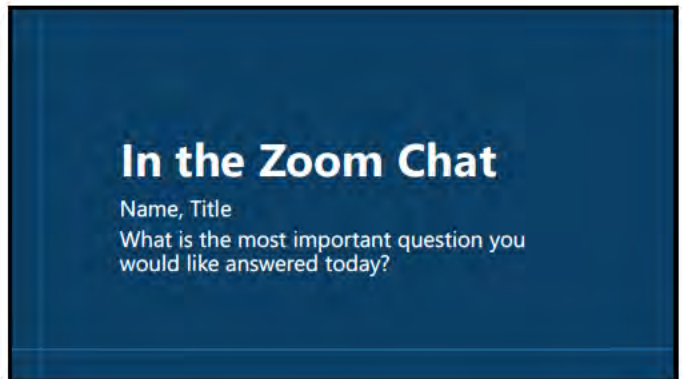 In the Zoom Chat
Name, Title
What is the most important question you
would like answered today?